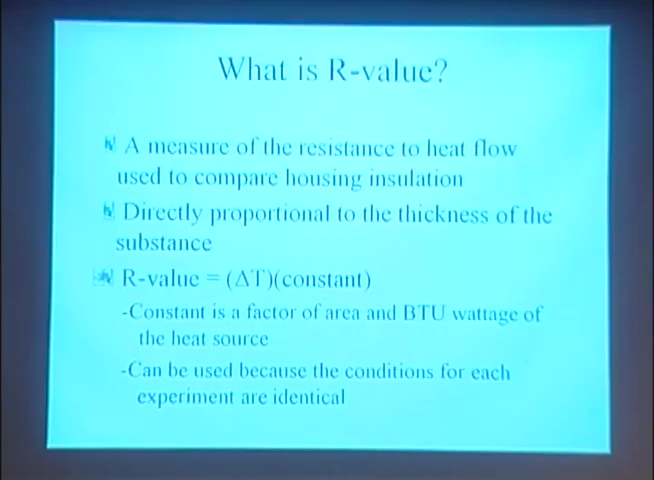 What is R-value?
A measure of the resistance to heat flow
used to compare housing insulation
Directly proportional to the thickness of the
substance
R-value = (ΔT)(constant)
-Constant is a factor of area and BTU wattage of
the heat source
-Can be used because the conditions for each
experiment are identical